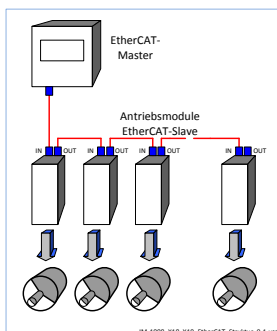 EtherCAT-
Master
Antriebsmodule
EtherCAT-Slave
IN OUT IN OUT IN OUT IN OUT